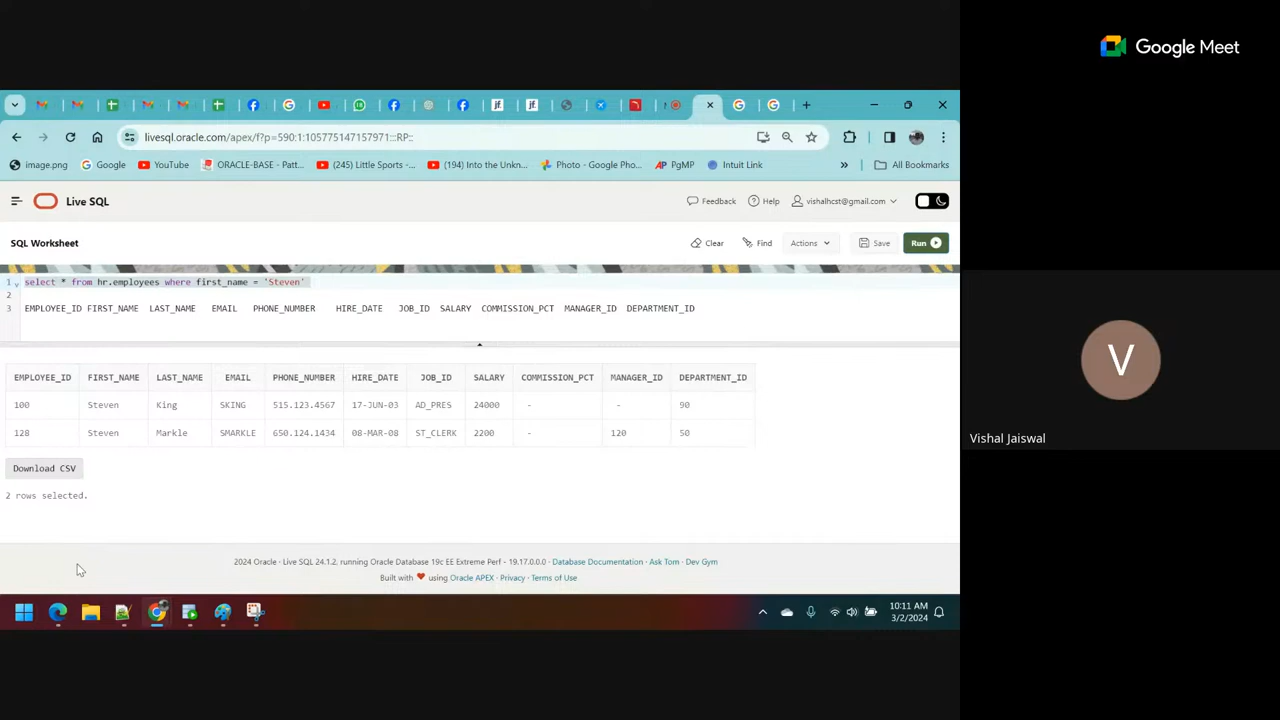 Google Meet
livesql.oracle.com/apex/f?p=590:1:105775147157971:::RP::
image.png Google YouTube ORACLE-BASE - Patt... (245) Little Sports -... (194) Into the Unkn... Photo - Google Pho... PgMP Intuit Link » All Bookmarks
Live SQL Feedback Help vishalhcst@gmail.com
SQL Worksheet Clear Find Actions Save Run
1 select * from hr.employees where first_name = 'Steven'
2
3 EMPLOYEE_ID FIRST_NAME LAST_NAME EMAIL PHONE_NUMBER HIRE_DATE JOB_ID SALARY COMMISSION_PCT MANAGER_ID DEPARTMENT_ID
EMPLOYEE_ID FIRST_NAME LAST_NAME EMAIL PHONE_NUMBER HIRE_DATE JOB_ID SALARY COMMISSION_PCT MANAGER_ID DEPARTMENT_ID
100 Steven King SKING 515.123.4567 17-JUN-03 AD_PRES 24000 - - 90
128 Steven Markle SMARKLE 650.124.1434 08-MAR-08 ST_CLERK 2200 - 120 50
Download CSV
2 rows selected.
2024 Oracle · Live SQL 24.1.2, running Oracle Database 19c EE Extreme Perf - 19.17.0.0.0 · Database Documentation · Ask Tom · Dev Gym
Built with ❤ using Oracle APEX · Privacy · Terms of Use
10:11 AM
3/2/2024
V
Vishal Jaiswal